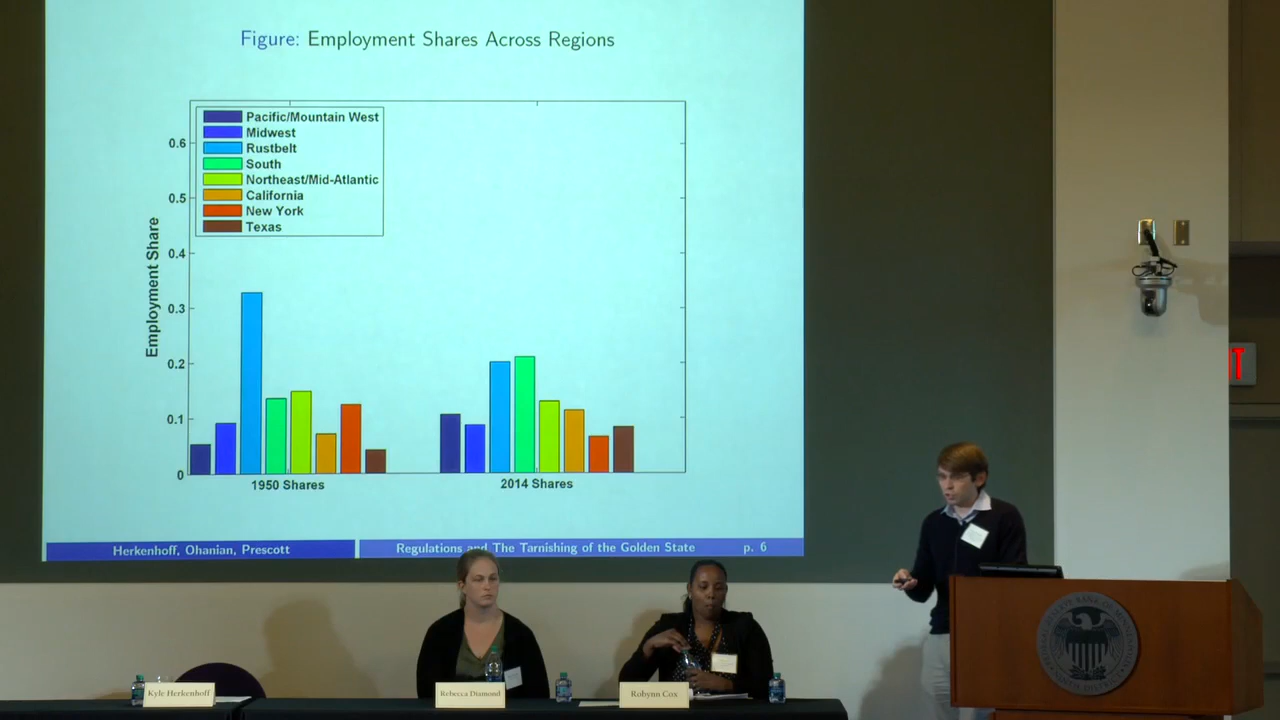 Figure: Employment Shares Across Regions
Pacific/Mountain West
Midwest
Rustbelt
South
Northeast/Mid-Atlantic
California
New York
Texas
Employment Share
0.6
0.5
0.4
0.3
0.2
0.1
0
1950 Shares
2014 Shares
Herkenhoff, Ohanian, Prescott
Regulations and The Tarnishing of the Golden State
p. 6
IT
Kyle Herkenhoff
Rebecca Diamond
Robynn Cox